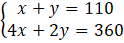 x + y = 110
4x + 2y = 360